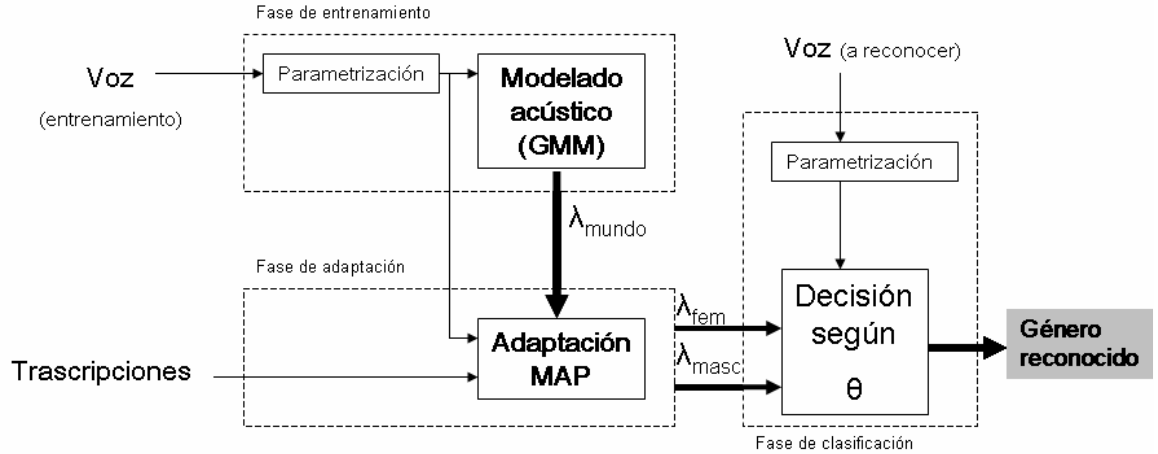 Fase de entrenamiento
Voz
(entrenamiento)
Parametrización
Modelado
acústico
(GMM)
λmundo
Fase de adaptación
Trascripciones
Adaptación
MAP
λfem
λmasc
Voz (a reconocer)
Parametrización
Decisión
según
θ
Fase de clasificación
Género
reconocido